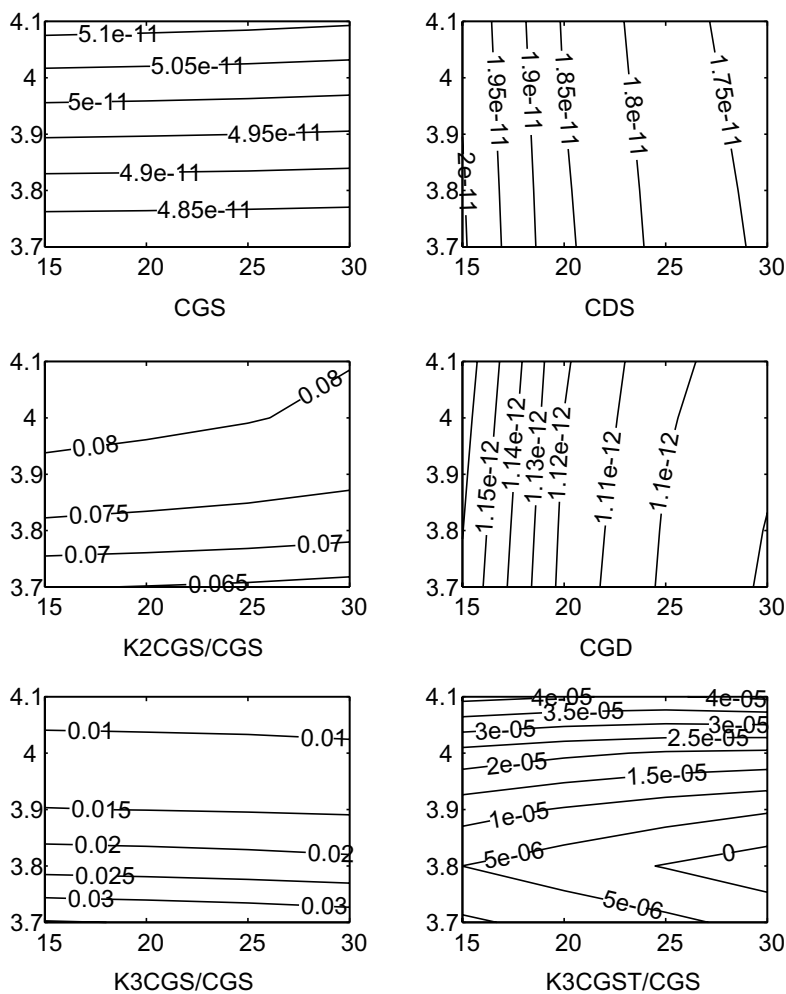 4.1
5.1e-11
4
5.05e-11
5e-11
3.9
4.95e-11
4.9e-11
3.8
4.85e-11
3.7
15 20 25 30
CGS
4.1
1.95e-11
1.9e-11
1.85e-11
1.8e-11
1.75e-11
4
3.9
2e-11
3.8
3.7
15 20 25 30
CDS
4.1
0.08
4
0.08
3.9
0.075
3.8
0.07
0.07
3.7
0.065
15 20 25 30
K2CGS/CGS
4.1
4
1.15e-12
1.14e-12
1.13e-12
1.12e-12
1.11e-12
1.1e-12
3.9
3.8
3.7
15 20 25 30
CGD
4.1
0.01
0.01
4
3.9
0.015
0.02
0.02
3.8
0.025
0.03
0.03
3.7
15 20 25 30
K3CGS/CGS
4.1
4e-05
4e-05
3.5e-05
3e-05
3e-05
2.5e-05
4
2e-05
1.5e-05
3.9
1e-05
5e-06
0
3.8
5e-06
3.7
15 20 25 30
K3CGST/CGS